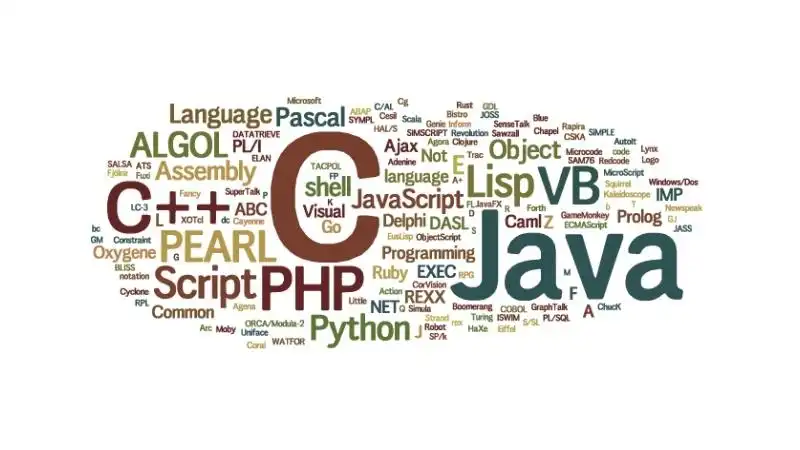 Microsoft
C/AL
Cg
Rust
GDL
Language
Pascal
ABAP
SYMPL
Cesil
Scala
Bistro
JOSS
Genie
Inform
SenseTalk
Blue
HAL/S
SIMSCRIPT
Revolution
Sawzall
Chapel
Rapira
CSKA
SiMPLE
ALGOL
DATATRIEVE
PL/I
ELAN
C
Ajax
Agora
Clojure
Not
E
Trac
Adenine
Object
Microcode
SAM76
AutoIt
code
Redcode
Lynx
Logo
SALSA
ATS
Fjölnir
Fuxi
Assembly
TACPOL
FP
shell
K
language
A+
Lisp
VB
MicroScript
Squirrel
Kaleidoscope
Windows/Dos
IMP
C++
LC-3
L
Fancy
XOTcl
SuperTalk
P
dc
ABC
Cayenne
Visual
Go
JavaScript
FL
JavaFX
R
Forth
D
S
Delphi
DASL
Caml
Z
GameMonkey
ECMAScript
b
T
Prolog
Newspeak
GJ
JASS
bc
GM
Constraint
Oxygene
PEARL
G
EusLisp
ObjectScript
Programming
Java
BLISS
notation
Script
PHP
Ruby
EXEC
RPG
CorVision
Cyclone
RPL
Common
Agena
Little
Action
REXX
NET
Q
Simula
M
F
A
ChucK
Boomerang
COBOL
GraphTalk
Turing
ISWIM
PL/SQL
Arc
Moby
ORCA/Modula-2
Uniface
Coral
WATFOR
Python
J
Strand
Robot
rex
SP/k
HaXe
Eiffel
S/SL